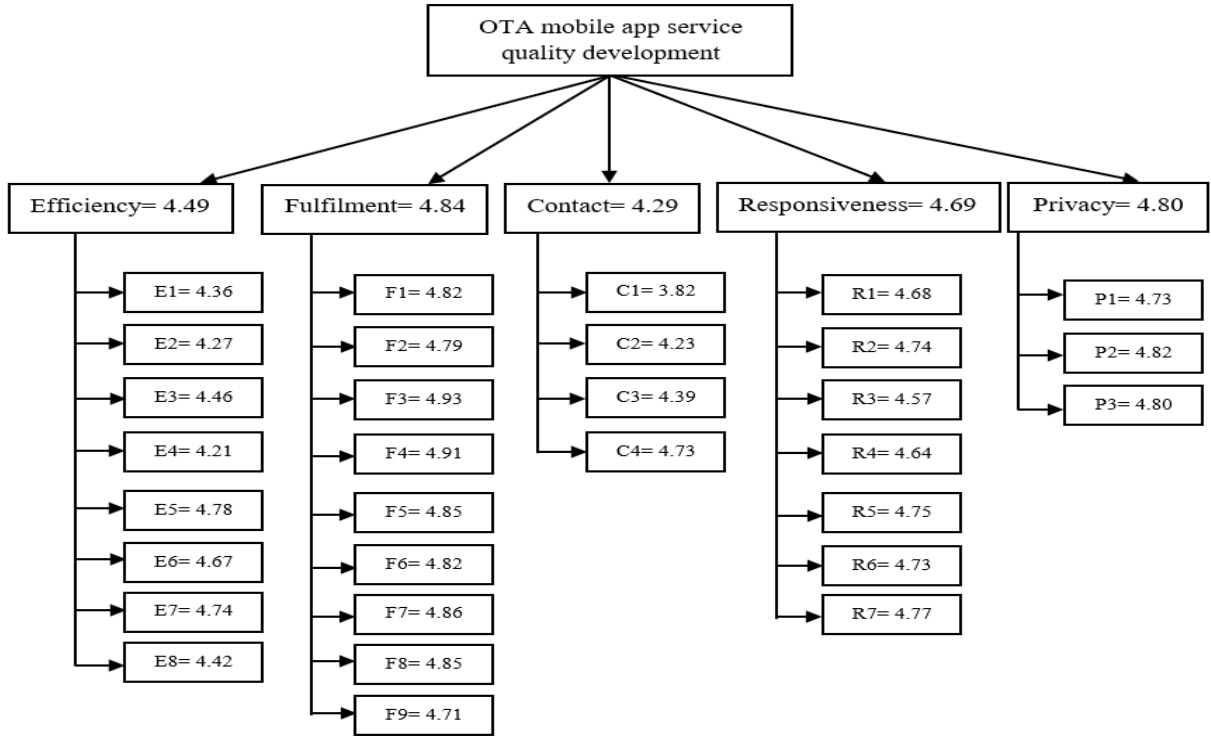 OTA mobile app service
quality development
Efficiency= 4.49
Fulfilment= 4.84
Contact= 4.29
Responsiveness= 4.69
Privacy= 4.80
E1= 4.36
E2= 4.27
E3= 4.46
E4= 4.21
E5= 4.78
E6= 4.67
E7= 4.74
E8= 4.42
F1= 4.82
F2= 4.79
F3= 4.93
F4= 4.91
F5= 4.85
F6= 4.82
F7= 4.86
F8= 4.85
F9= 4.71
C1= 3.82
C2= 4.23
C3= 4.39
C4= 4.73
R1= 4.68
R2= 4.74
R3= 4.57
R4= 4.64
R5= 4.75
R6= 4.73
R7= 4.77
P1= 4.73
P2= 4.82
P3= 4.80